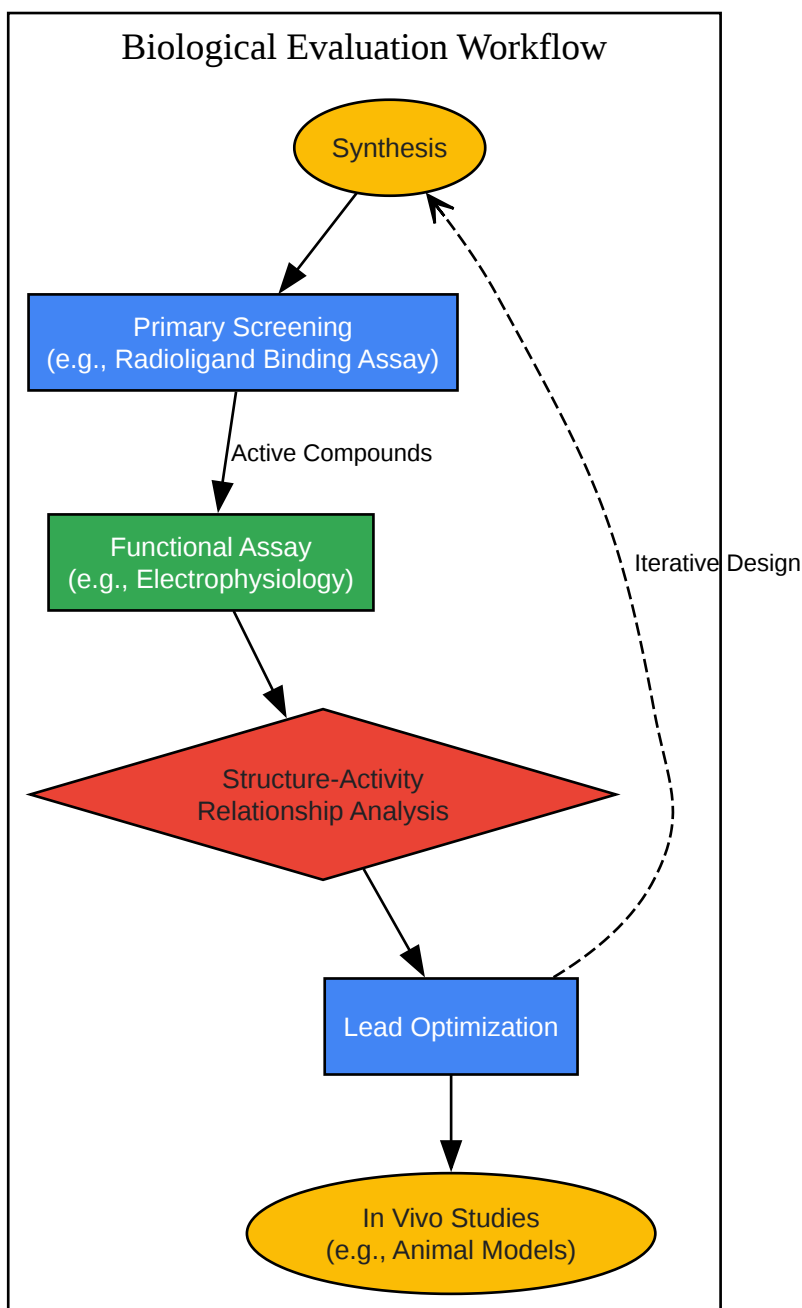 Biological Evaluation Workflow
Synthesis
Primary Screening
(e.g., Radioligand Binding Assay)
Active Compounds
Functional Assay
(e.g., Electrophysiology)
Iterative Design
Structure-Activity
Relationship Analysis
Lead Optimization
In Vivo Studies
(e.g., Animal Models)